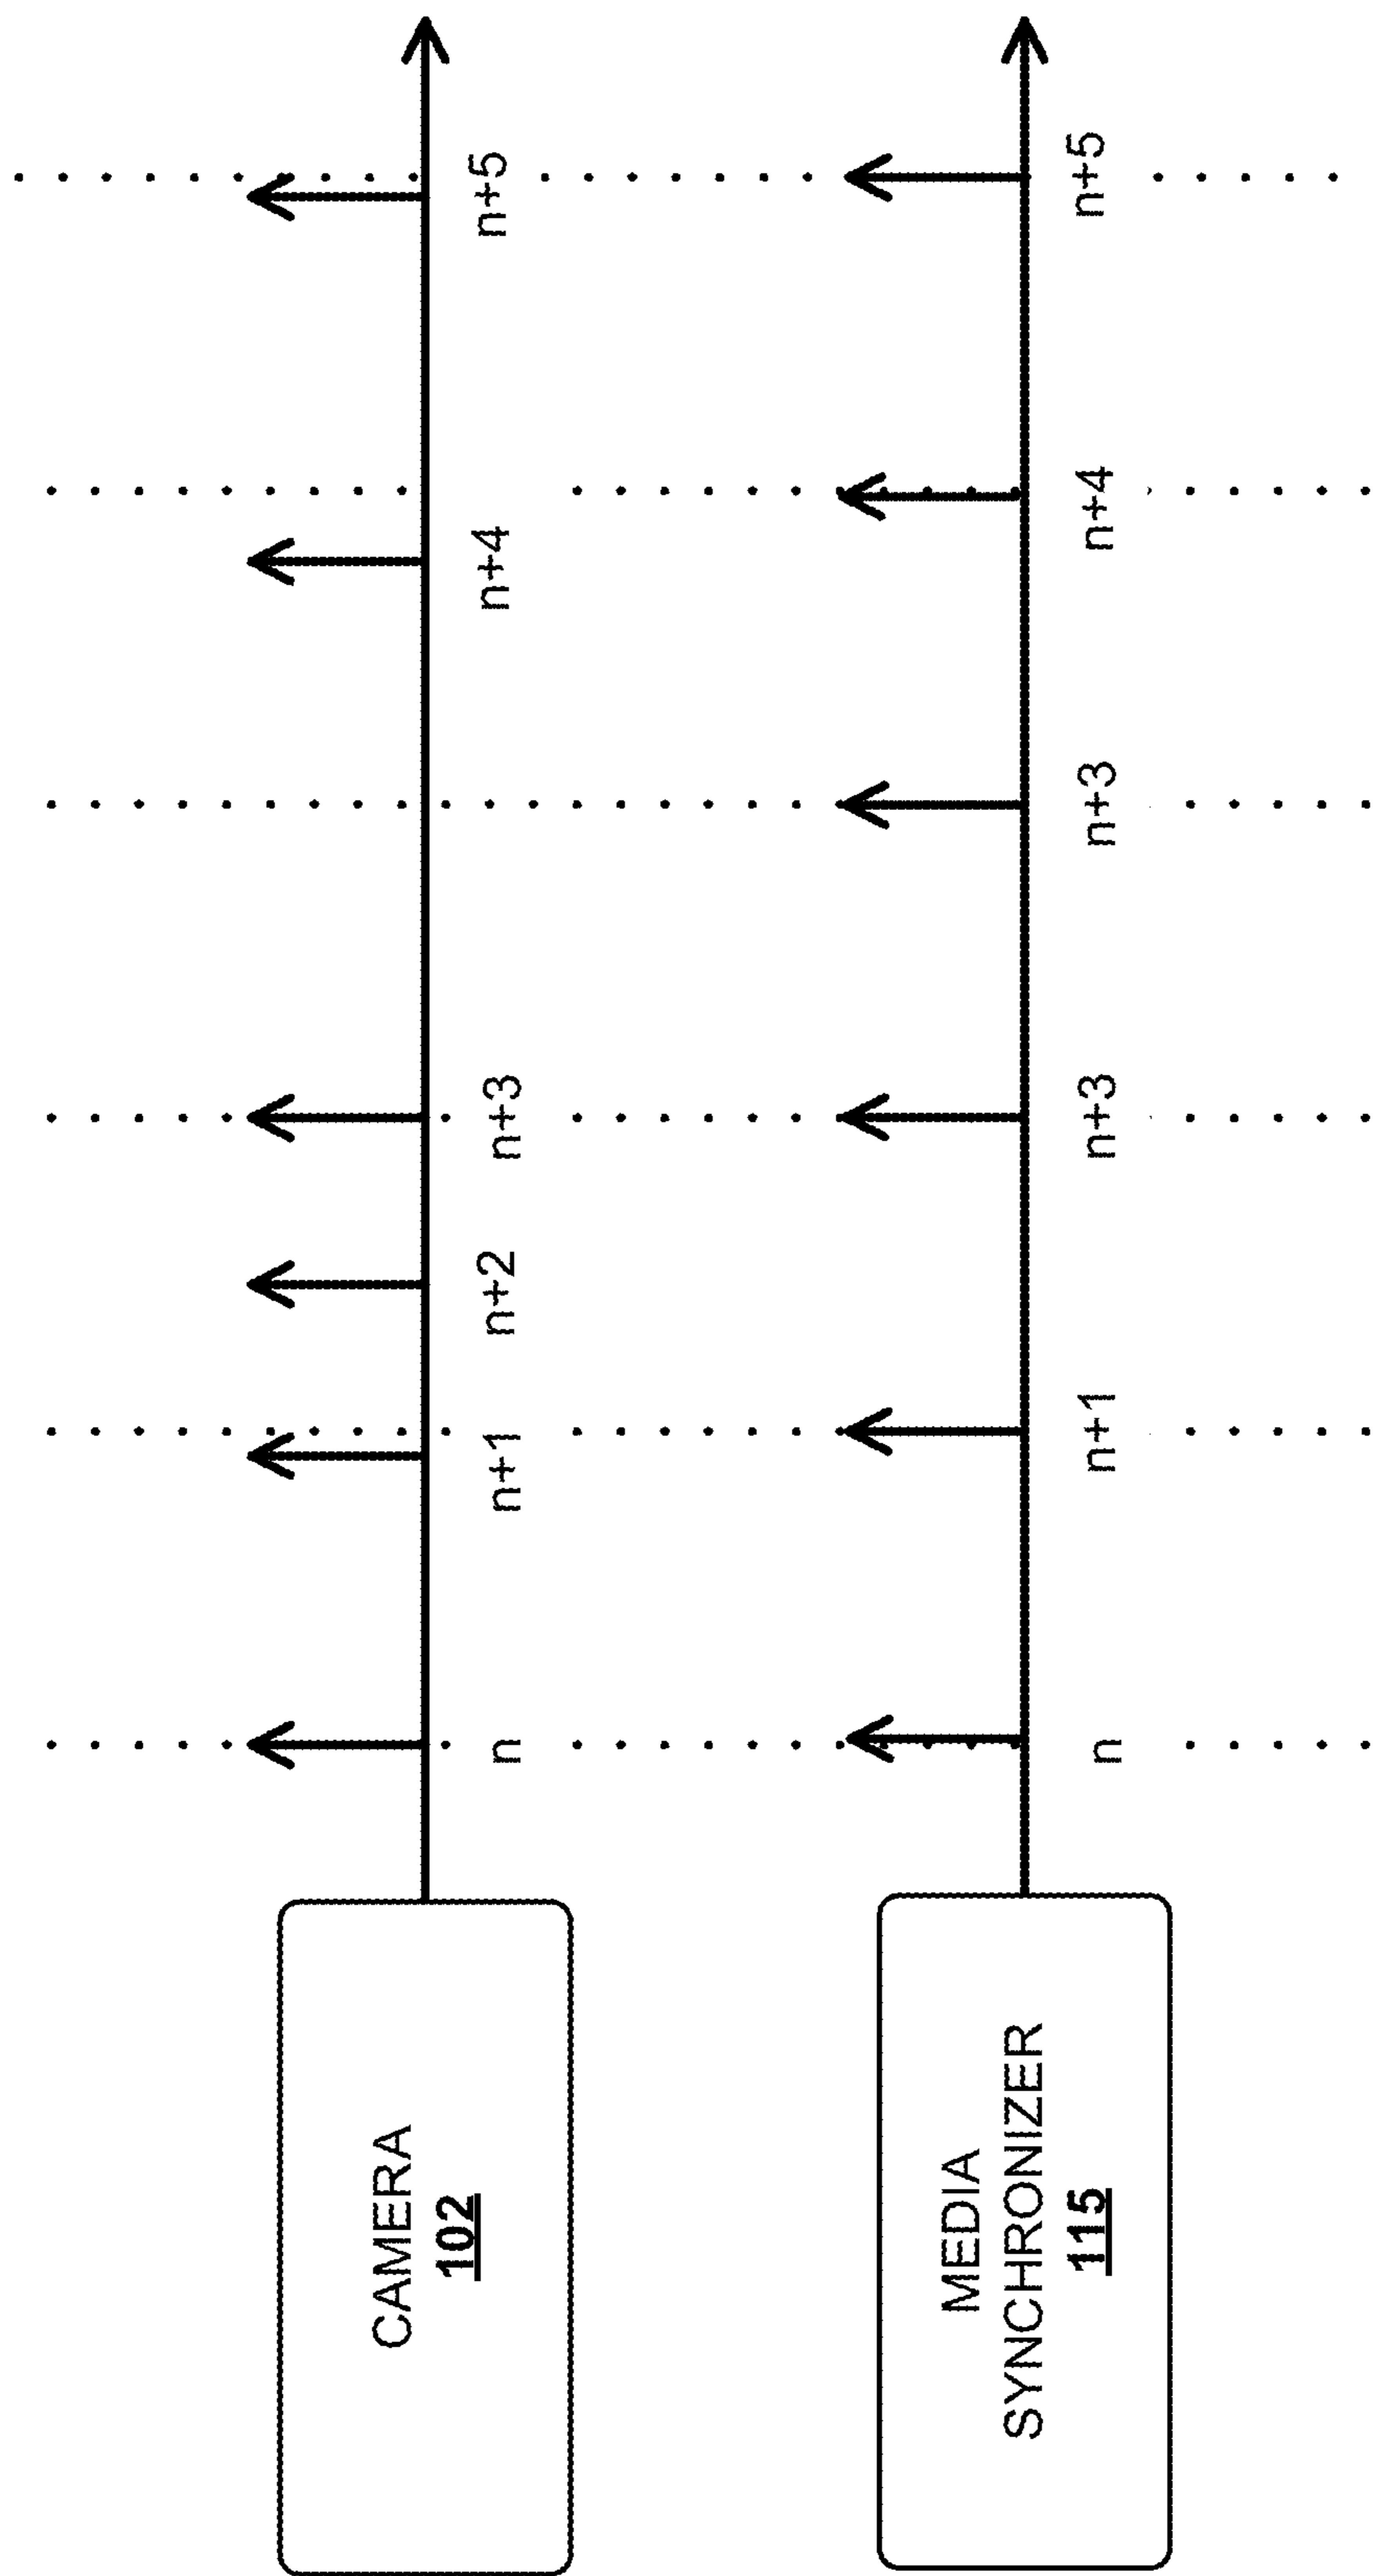 CAMERA
102
n
n+1
n+2
n+3
n+4
n+5
MEDIA
SYNCHRONIZER
115
n
n+1
n+3
n+3
n+4
n+5